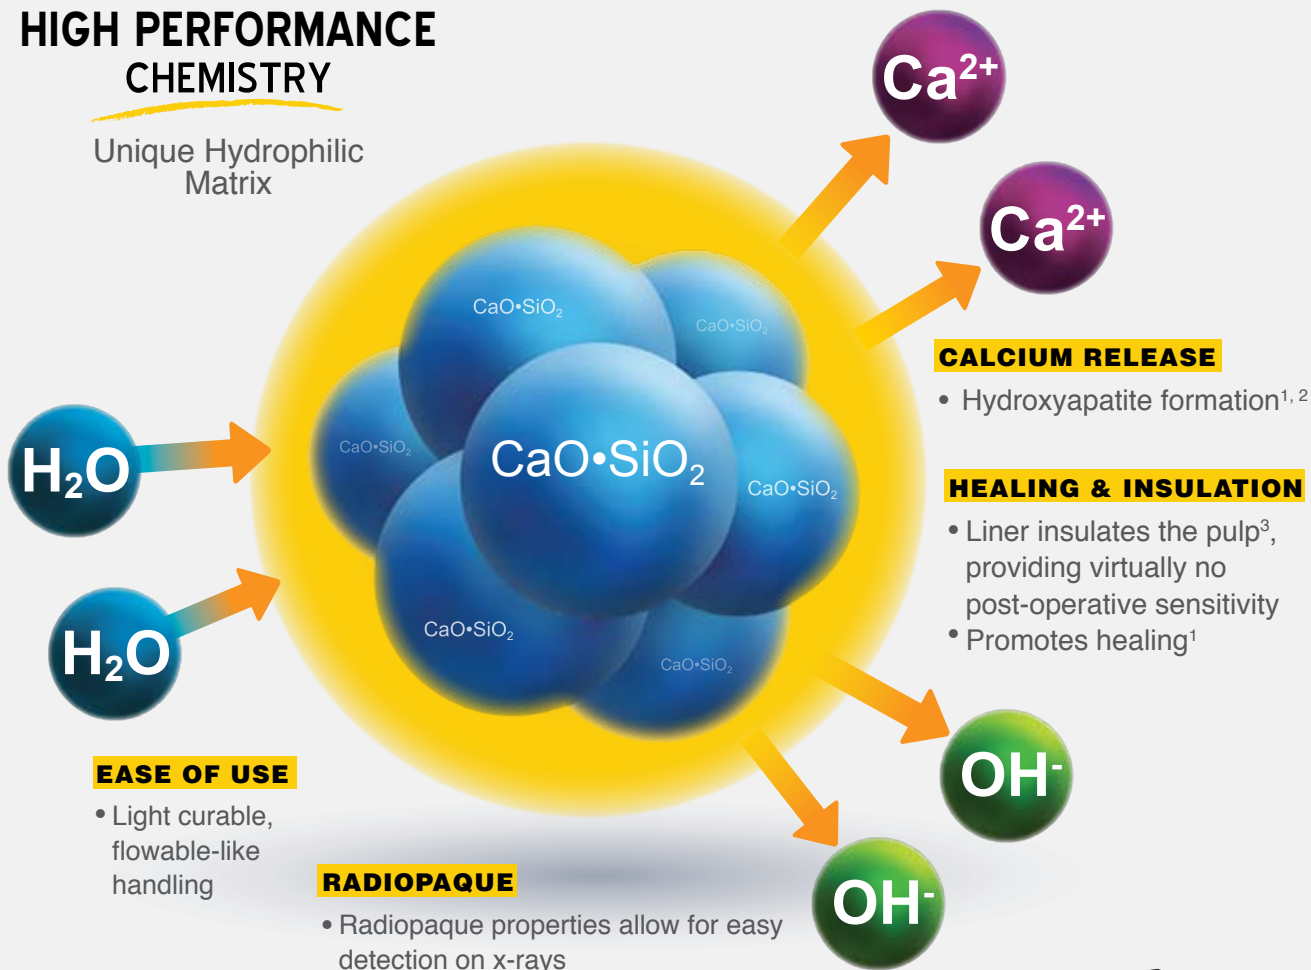 HIGH PERFORMANCE
CHEMISTRY
Unique Hydrophilic
Matrix
Ca²⁺
Ca²⁺
CaO•SiO₂
CaO•SiO₂
CaO•SiO₂
CaO•SiO₂
CaO•SiO₂
CaO•SiO₂
CaO•SiO₂
H₂O
H₂O
CALCIUM RELEASE
• Hydroxyapatite formation¹˒ ²
HEALING & INSULATION
• Liner insulates the pulp³,
providing virtually no
post-operative sensitivity
• Promotes healing¹
OH⁻
OH⁻
EASE OF USE
• Light curable,
flowable-like
handling
RADIOPAQUE
• Radiopaque properties allow for easy
detection on x-rays